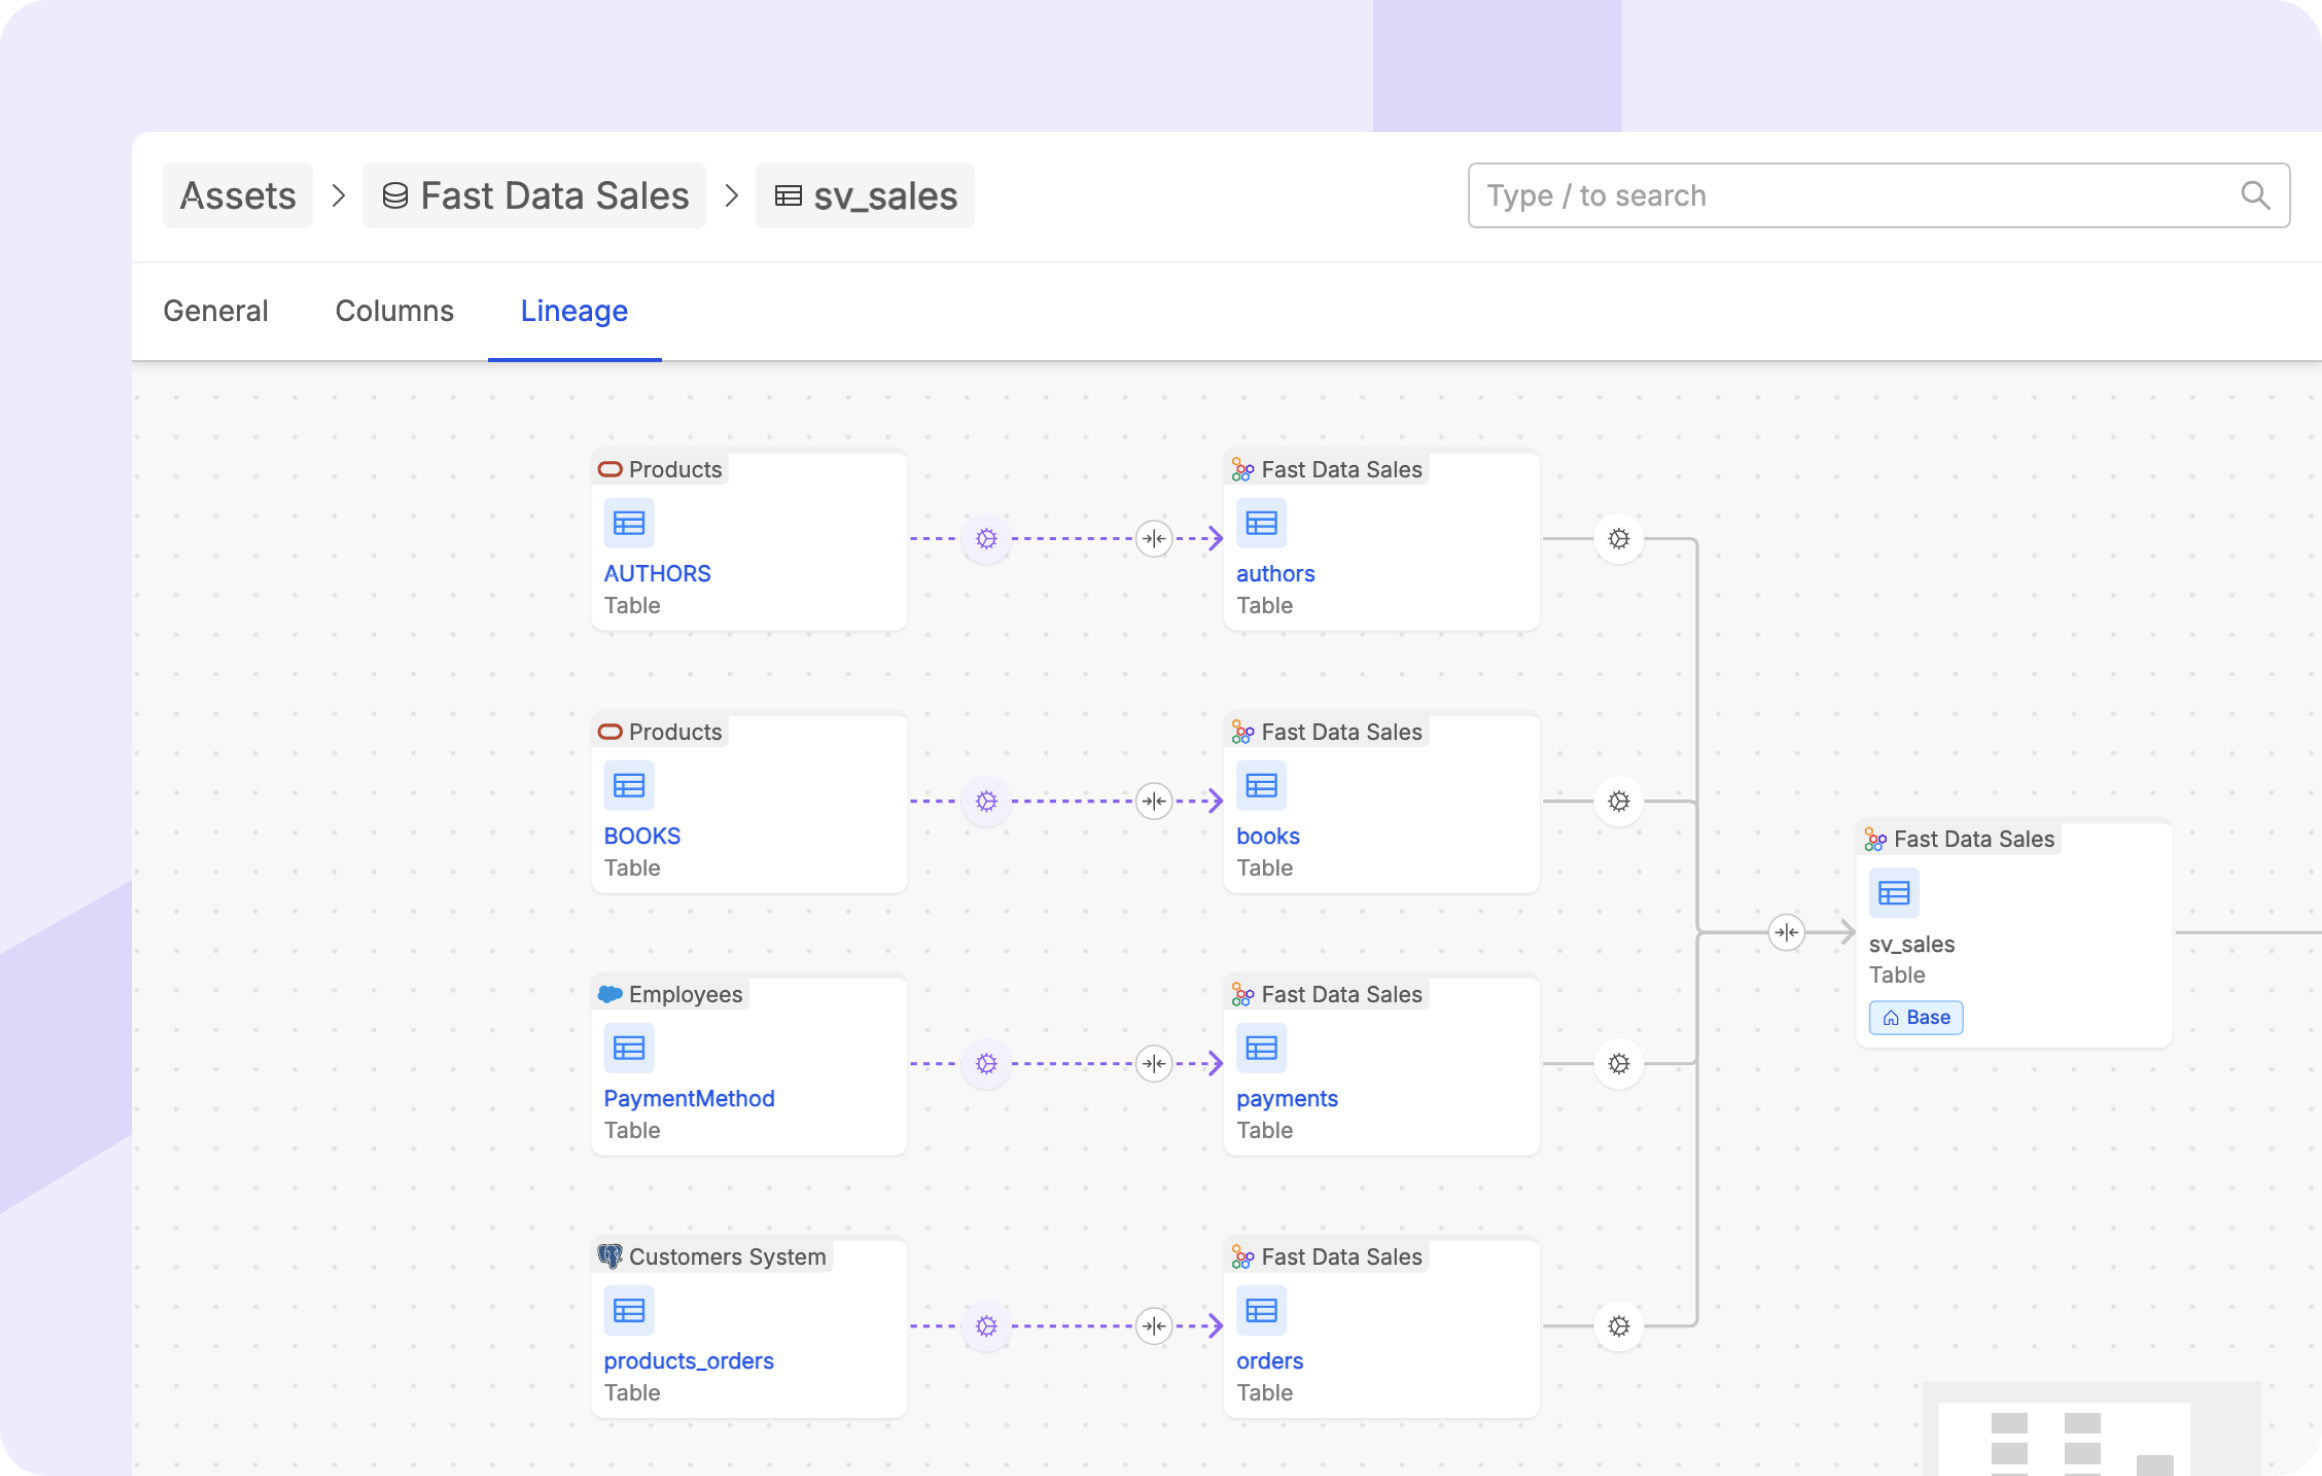 Assets > Fast Data Sales > sv_sales
Type / to search
General Columns Lineage
Products
AUTHORS
Table
Fast Data Sales
authors
Table
Products
BOOKS
Table
Fast Data Sales
books
Table
Fast Data Sales
sv_sales
Table
Base
Employees
PaymentMethod
Table
Fast Data Sales
payments
Table
Customers System
products_orders
Table
Fast Data Sales
orders
Table